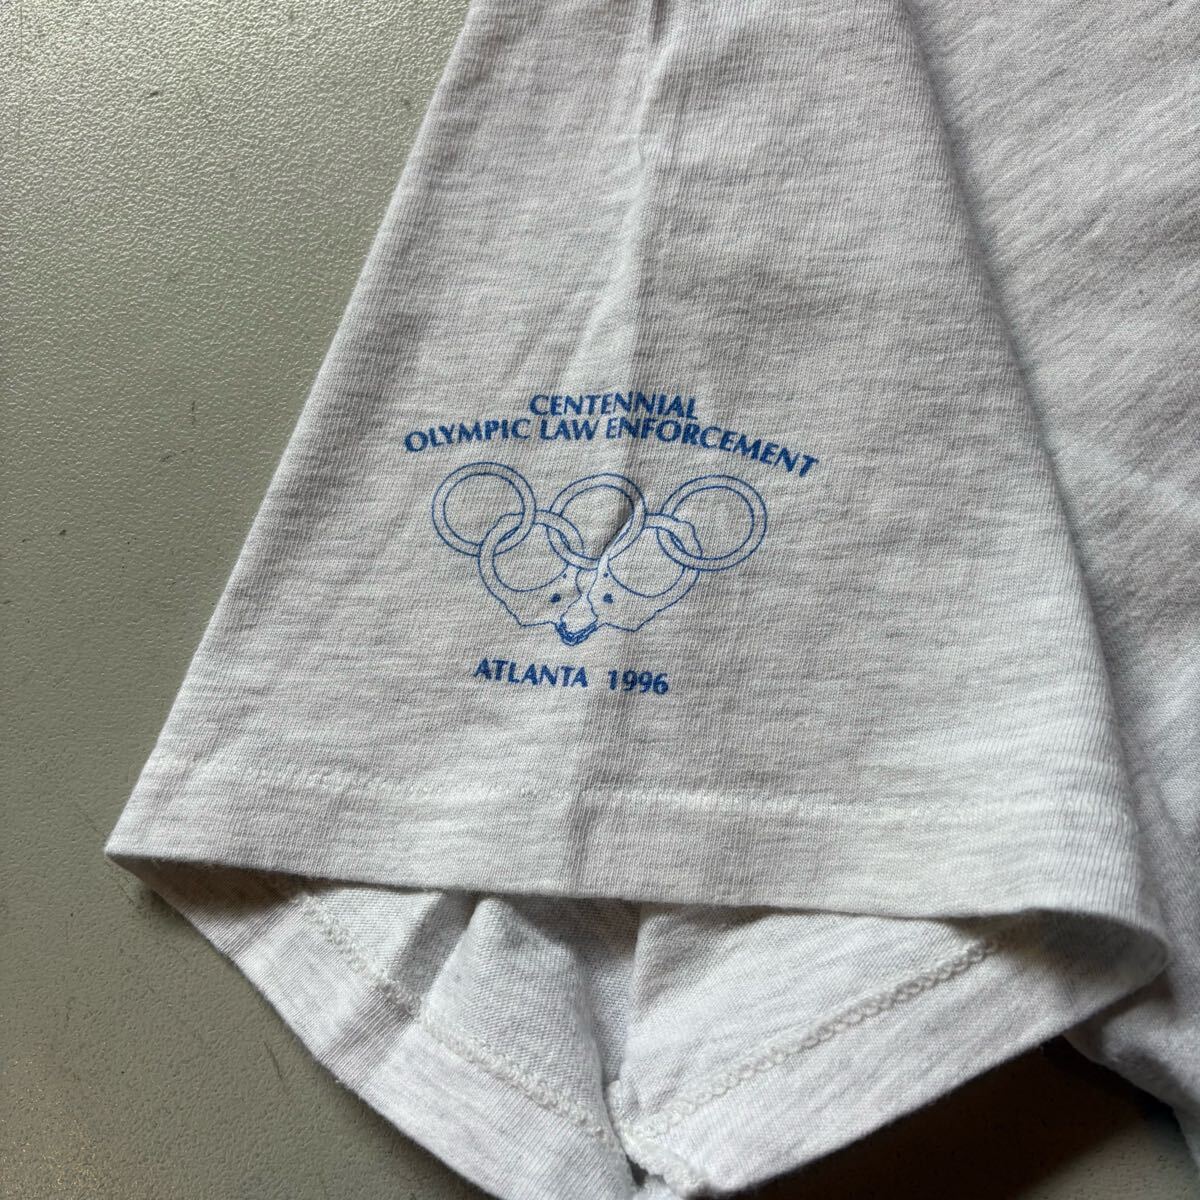 CENTENNIAL
OLYMPIC LAW ENFORCEMENT
ATLANTA 1996